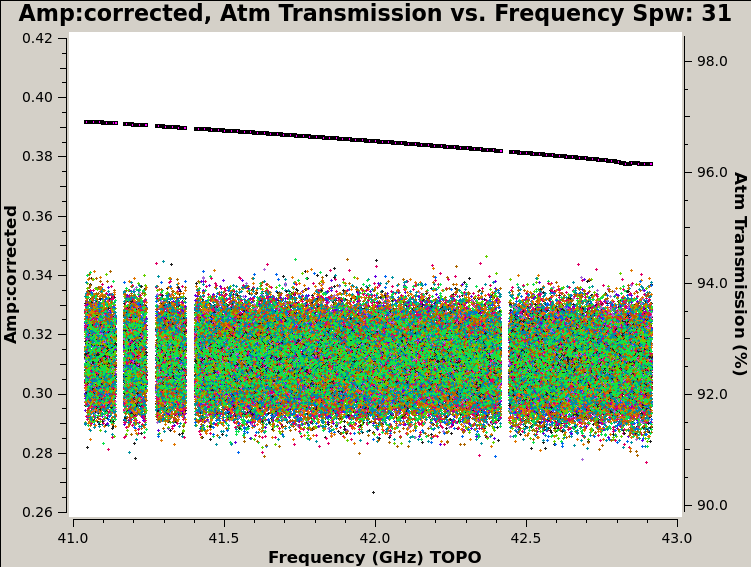 Amp:corrected, Atm Transmission vs. Frequency Spw: 31
0.42
0.40
0.38
0.36
0.34
0.32
0.30
0.28
0.26
Amp:corrected
98.0
96.0
94.0
92.0
90.0
Atm Transmission (%)
41.0 41.5 42.0 42.5 43.0
Frequency (GHz) TOPO